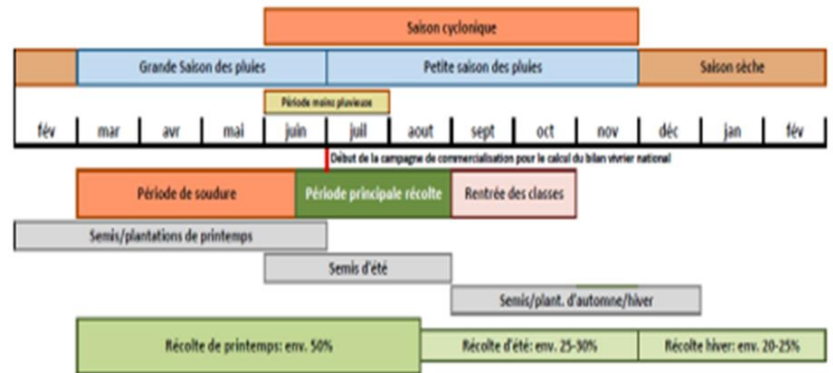 Saison cyclonique
Grande Saison des pluies Petite saison des pluies Saison sèche
Période moins pluvieuse
fév mar avr mai juin juil aout sept oct nov déc jan fév
Début de la campagne de commercialisation pour le calcul du bilan vivrier national
Période de soudure Période principale récolte Rentrée des classes
Semis/plantations de printemps
Semis d'été
Semis/plant. d'automne/hiver
Récolte de printemps: env. 50% Récolte d'été: env. 25-30% Récolte hiver: env. 20-25%